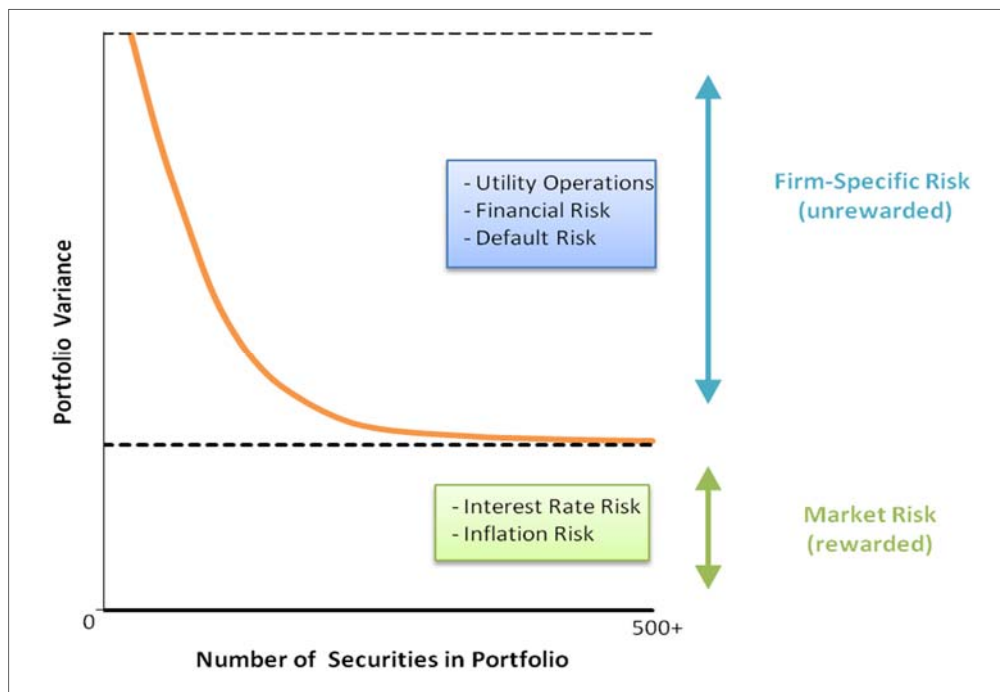 Portfolio Variance
- Utility Operations
- Financial Risk
- Default Risk
Firm-Specific Risk
(unrewarded)
- Interest Rate Risk
- Inflation Risk
Market Risk
(rewarded)
0
500+
Number of Securities in Portfolio